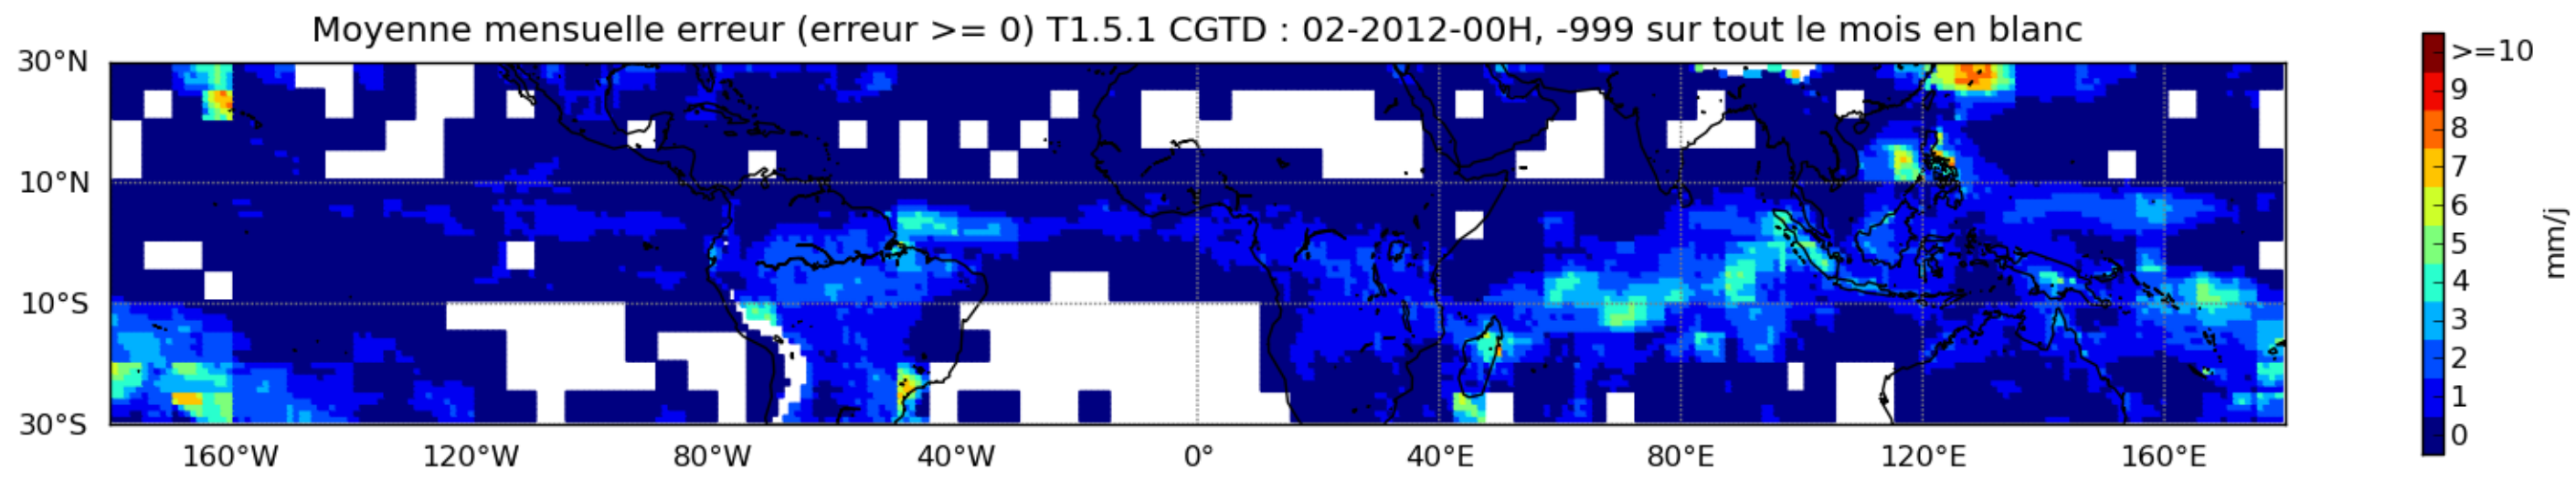 Moyenne mensuelle erreur (erreur >= 0) T1.5.1 CGTD : 02-2012-00H, -999 sur tout le mois en blanc
30°N
10°N
10°S
30°S
160°W 120°W 80°W 40°W 0° 40°E 80°E 120°E 160°E
>=10
9
8
7
6
5
4
3
2
1
0
mm/j